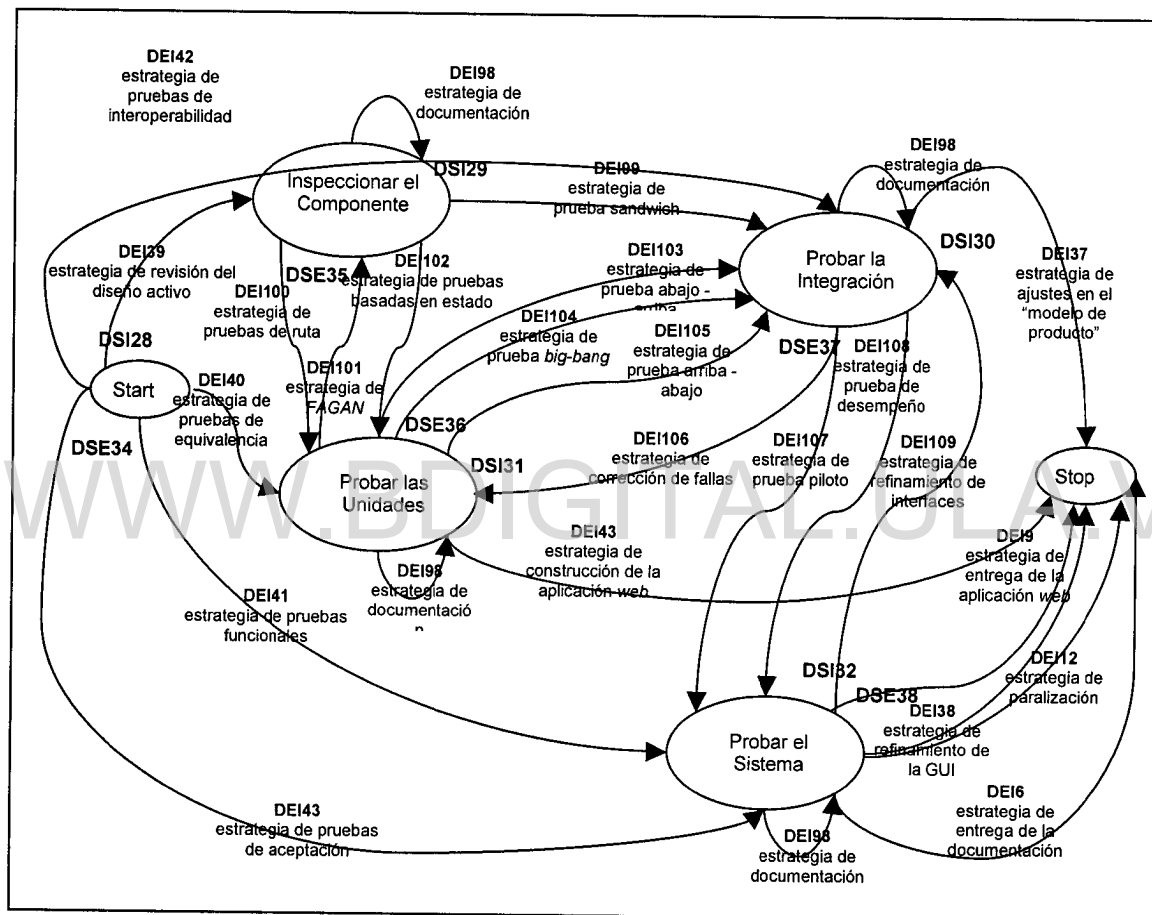 DEI42
estrategia de
pruebas de
interoperabilidad
DEI98
estrategia de
documentación
DSI29
Inspeccionar el
Componente
DEI99
estrategia de
prueba sandwich
DEI98
estrategia de
documentación
DSI30
Probar la
Integración
DEI37
estrategia de
ajustes en el
“modelo de
producto”
DEI39
estrategia de revisión del
diseño activo
DSE35
DEI100
estrategia de
pruebas de ruta
DEI102
estrategia de pruebas
basadas en estado
DEI103
estrategia de
prueba abajo -
arriba
DEI104
estrategia de
prueba big-bang
DEI105
estrategia de
prueba arriba -
abajo
DSE37
DEI108
estrategia de
prueba de
desempeño
DSI28
Start
DEI40
estrategia de
pruebas de
equivalencia
DEI101
estrategia de
FAGAN
DSE34
DSE36
DSI31
Probar las
Unidades
DEI106
estrategia de
corrección de fallas
DEI107
estrategia de
prueba piloto
DEI109
estrategia de
refinamiento de
interfaces
Stop
WWW.BDIGITAL.ULA.V
DEI43
estrategia de
construcción de la
aplicación web
DEI9
estrategia de
entrega de la
aplicación web
DEI98
estrategia de
documentació
n
DEI41
estrategia de pruebas
funcionales
DSI32
DSE38
Probar el
Sistema
DEI12
estrategia de
paralización
DEI38
estrategia de
refinamiento de
la GUI
DEI43
estrategia de pruebas
de aceptación
DEI98
estrategia de
documentación
DEI6
estrategia de
entrega de la
documentación